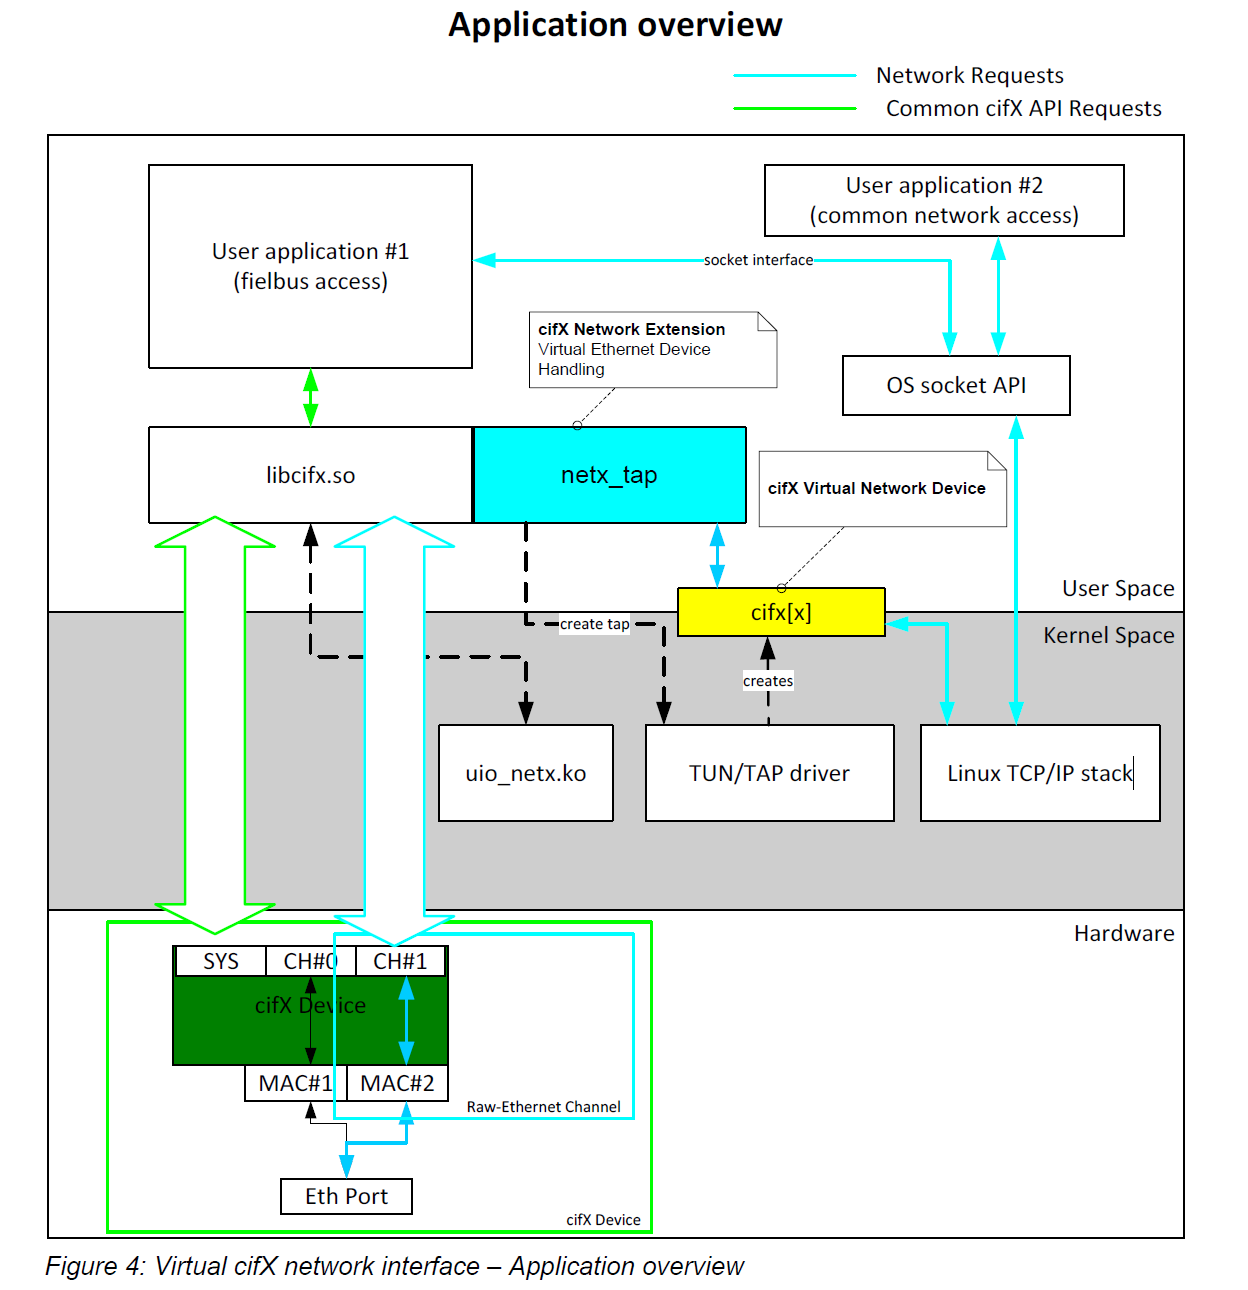 Application overview
Network Requests
Common cifX API Requests
User application #1
(fielbus access)
User application #2
(common network access)
socket interface
cifX Network Extension
Virtual Ethernet Device
Handling
OS socket API
libcifx.so
netx_tap
cifX Virtual Network Device
User Space
cifx[x]
create tap
Kernel Space
creates
uio_netx.ko
TUN/TAP driver
Linux TCP/IP stack
Hardware
SYS
CH#0
CH#1
cifX Device
MAC#1
MAC#2
Raw-Ethernet Channel
Eth Port
cifX Device
Figure 4: Virtual cifX network interface – Application overview